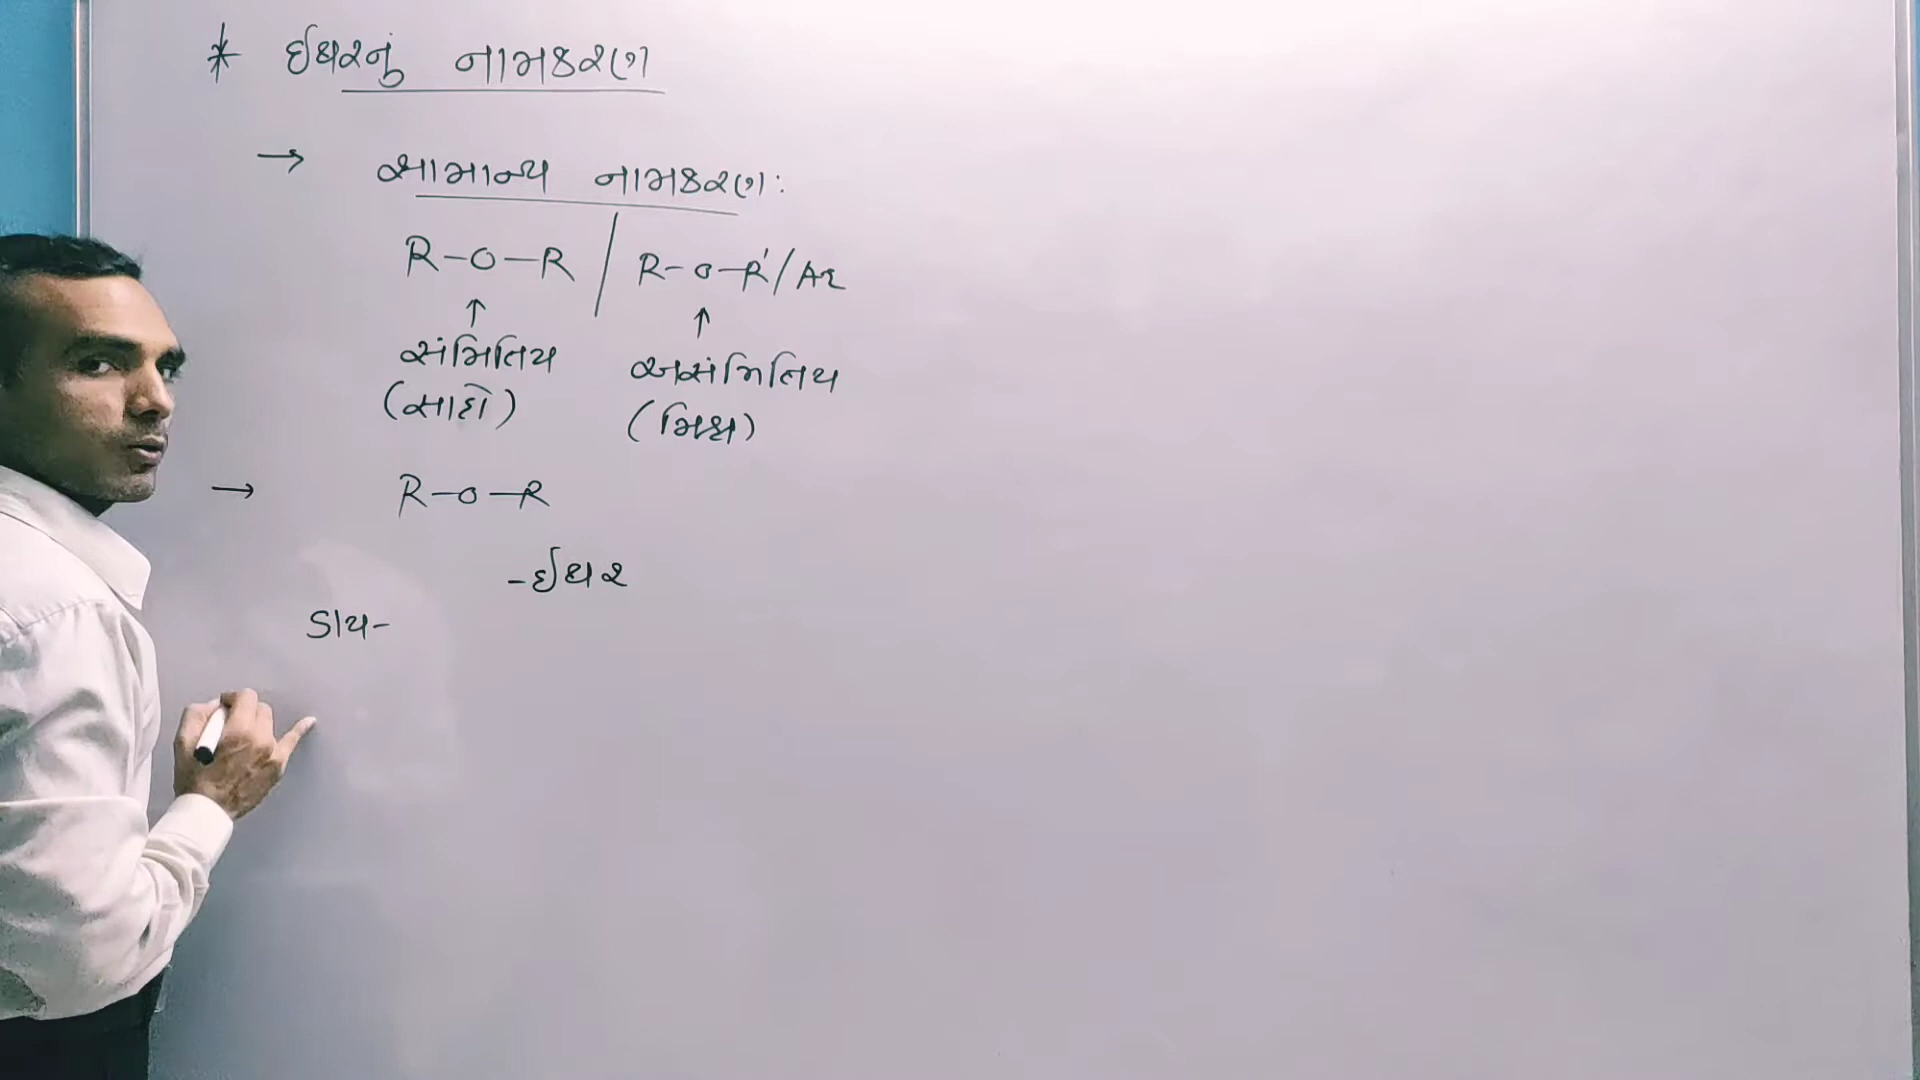 * ઈથરનું નામકરણ
→ સામાન્ય નામકરણ:
R-O-R / R-O-R'/Ar
↑ ↑
સંમિતિય અસંમિતિય
(સાદો) (મિશ્ર)
→ R-O-R
-ઈથર
ડાય-